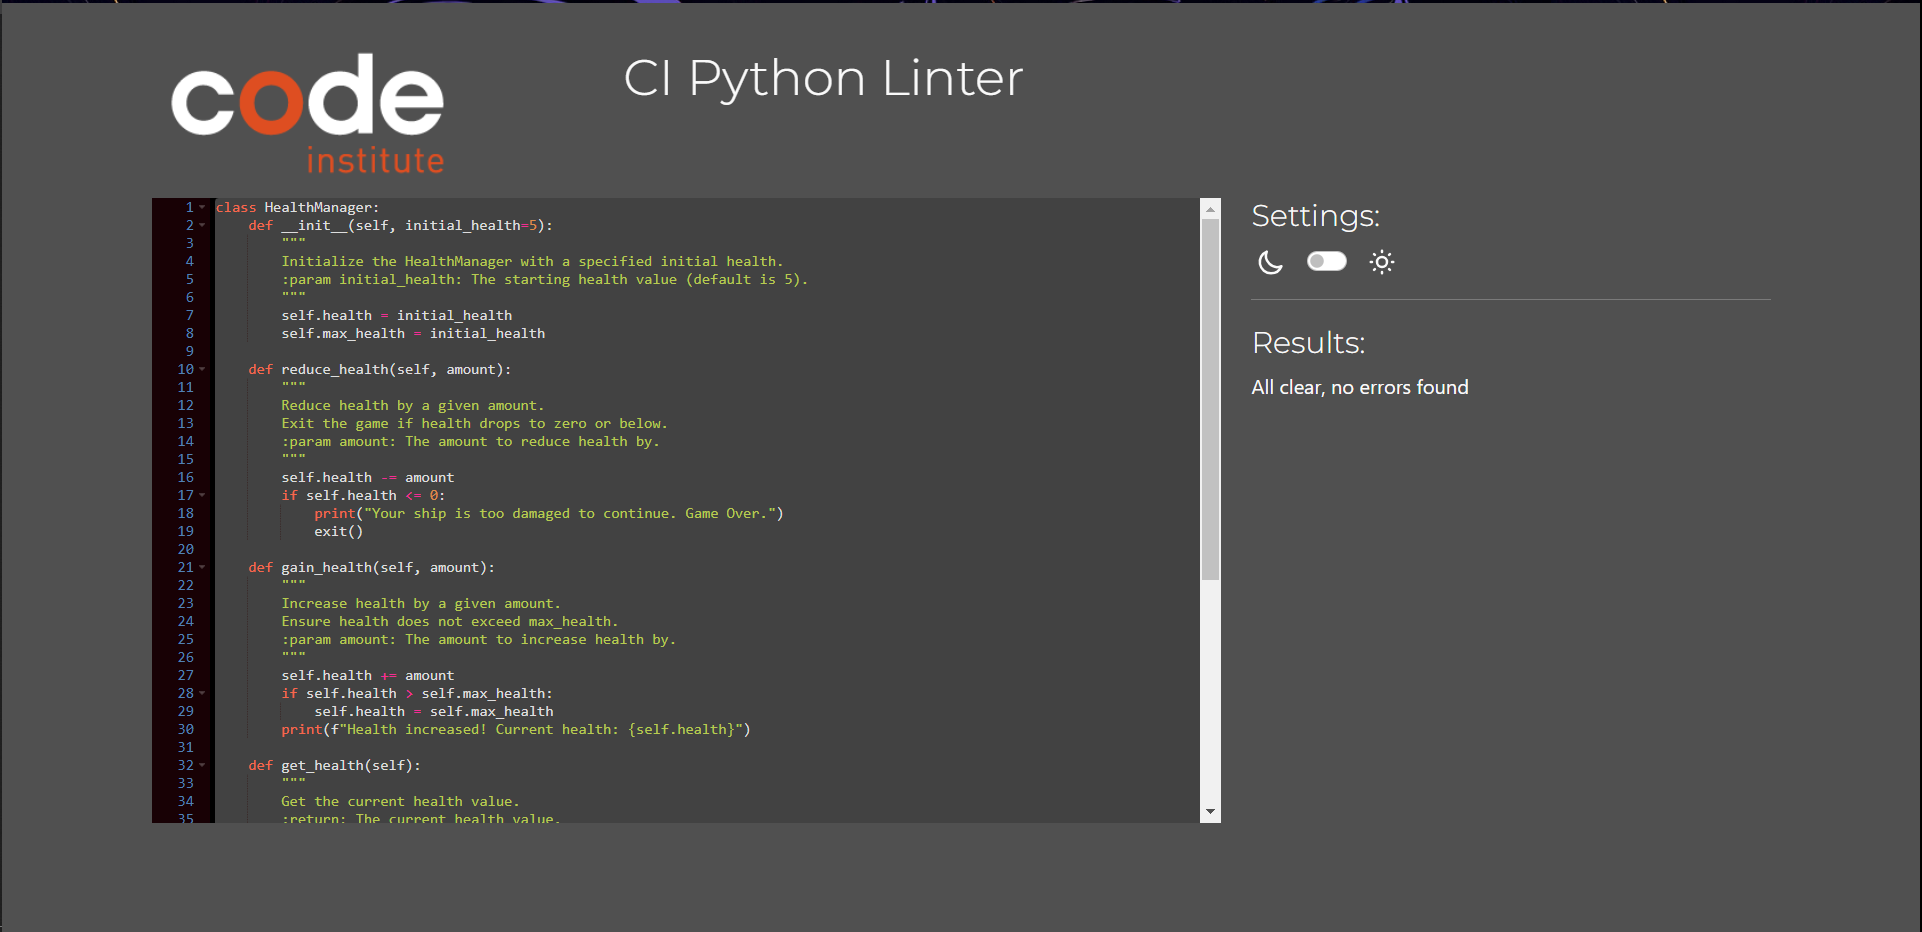 code
institute
CI Python Linter
1 class HealthManager:
2     def __init__(self, initial_health=5):
3         """
4         Initialize the HealthManager with a specified initial health.
5         :param initial_health: The starting health value (default is 5).
6         """
7         self.health = initial_health
8         self.max_health = initial_health
9
10     def reduce_health(self, amount):
11         """
12         Reduce health by a given amount.
13         Exit the game if health drops to zero or below.
14         :param amount: The amount to reduce health by.
15         """
16         self.health -= amount
17         if self.health <= 0:
18             print("Your ship is too damaged to continue. Game Over.")
19             exit()
20
21     def gain_health(self, amount):
22         """
23         Increase health by a given amount.
24         Ensure health does not exceed max_health.
25         :param amount: The amount to increase health by.
26         """
27         self.health += amount
28         if self.health > self.max_health:
29             self.health = self.max_health
30         print(f"Health increased! Current health: {self.health}")
31
32     def get_health(self):
33         """
34         Get the current health value.
35         :return: The current health value.
Settings:
Results:
All clear, no errors found